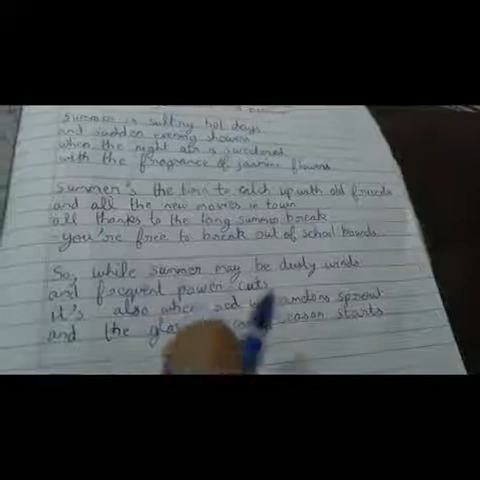 Summer is sultry hot days
and sudden evening showers
when the night air is sweetened
with the fragrance of jasmine flowers
Summer's the time to catch up with old friends
and all the new movies in town
all thanks to the long summer break
you're free to break out of school bounds
So, while summer may be dusty winds
and frequent power cuts
it's also when red sprout
and the starts